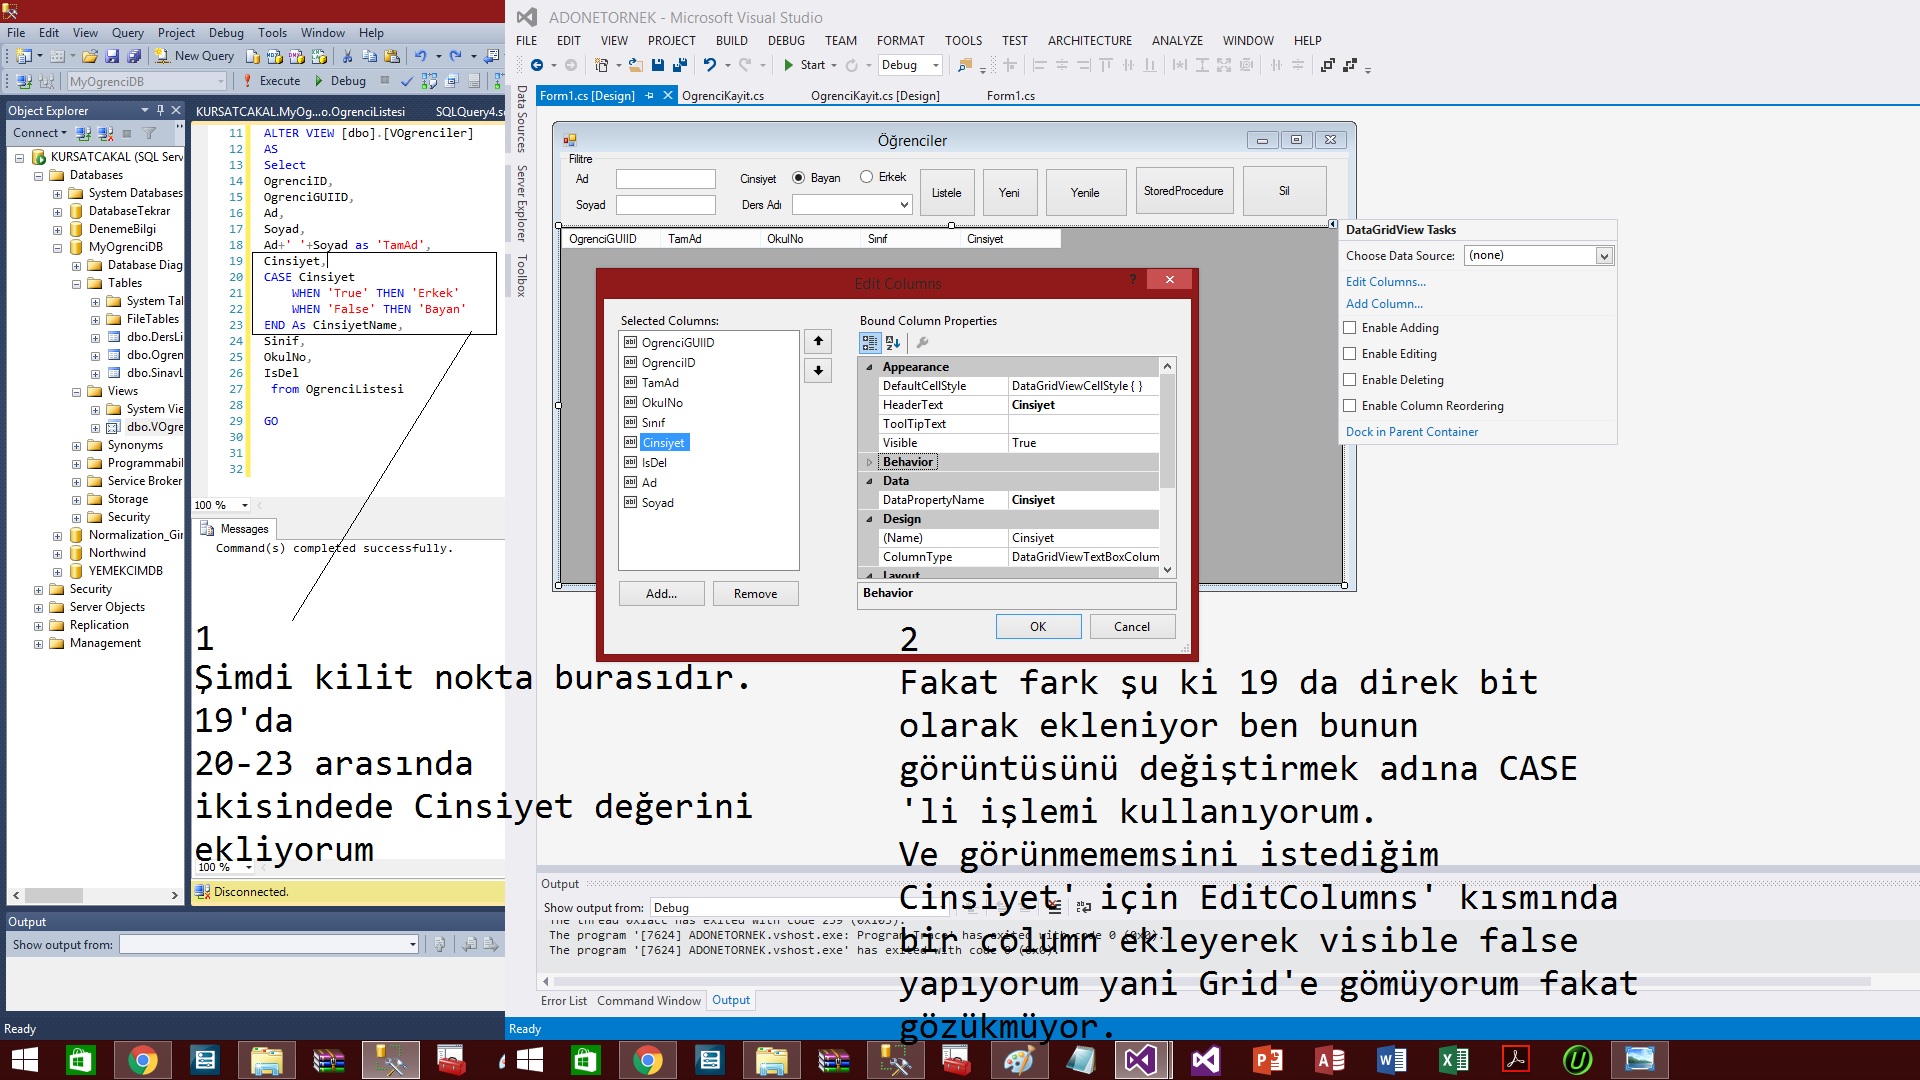 File Edit View Query Project Debug Tools Window Help
New Query
MyOgrenciDB
Execute
Debug
Object Explorer
Connect
KURSATCAKAL (SQL Serv
Databases
System Databases
DatabaseTekrar
DenemeBilgi
MyOgrenciDB
Database Diag
Tables
System Tal
FileTables
dbo.DersLi
dbo.Ogren
dbo.SinavL
Views
System Vie
dbo.VOgre
Synonyms
Programmabil
Service Broker
Storage
Security
Normalization_Gir
Northwind
YEMEKCIMDB
Security
Server Objects
Replication
Management
KURSATCAKAL.MyOg...o.OgrenciListesi
SQLQuery4.s
11 ALTER VIEW [dbo].[VOgrenciler]
12 AS
13 Select
14 OgrenciID,
15 OgrenciGUIID,
16 Ad,
17 Soyad,
18 Ad+' '+Soyad as 'TamAd',
19 Cinsiyet,
20 CASE Cinsiyet
21 WHEN 'True' THEN 'Erkek'
22 WHEN 'False' THEN 'Bayan'
23 END As CinsiyetName,
24 Sinif,
25 OkulNo,
26 IsDel
27 from OgrenciListesi
28
29 GO
30
31
32
100 %
Messages
Command(s) completed successfully.
100 %
Disconnected.
Output
Show output from:
Ready
ADONETORNEK - Microsoft Visual Studio
FILE EDIT VIEW PROJECT BUILD DEBUG TEAM FORMAT TOOLS TEST ARCHITECTURE ANALYZE WINDOW HELP
Start
Debug
Data Sources
Server Explorer
Toolbox
Form1.cs [Design]
OgrenciKayit.cs
OgrenciKayit.cs [Design]
Form1.cs
Öğrenciler
Filitre
Ad
Cinsiyet
Bayan
Erkek
Soyad
Ders Adı
Listele
Yeni
Yenile
StoredProcedure
Sil
OgrenciGUIID TamAd OkulNo Sınıf Cinsiyet
DataGridView Tasks
Choose Data Source: (none)
Edit Columns...
Add Column...
Enable Adding
Enable Editing
Enable Deleting
Enable Column Reordering
Dock in Parent Container
Edit Columns
Selected Columns:
OgrenciGUIID
OgrenciID
TamAd
OkulNo
Sınıf
Cinsiyet
IsDel
Ad
Soyad
Add...
Remove
Bound Column Properties
Appearance
DefaultCellStyle DataGridViewCellStyle { }
HeaderText Cinsiyet
ToolTipText
Visible True
Behavior
Data
DataPropertyName Cinsiyet
Design
(Name) Cinsiyet
ColumnType DataGridViewTextBoxColum
Layout
Behavior
OK
Cancel
1
Şimdi kilit nokta burasıdır.
19'da
20-23 arasında
ikisindede Cinsiyet değerini
ekliyorum
2
Fakat fark şu ki 19 da direk bit
olarak ekleniyor ben bunun
görüntüsünü değiştirmek adına CASE
'li işlemi kullanıyorum.
Ve görünmememsini istediğim
Cinsiyet' için EditColumns' kısmında
bir column ekleyerek visible false
yapıyorum yani Grid'e gömüyorum fakat
gözükmüyor.
Output
Show output from: Debug
The thread 0x1acc has exited with code 259 (0x103).
The program '[7624] ADONETORNEK.vshost.exe: Program Trace' has exited with code 0 (0x0).
The program '[7624] ADONETORNEK.vshost.exe' has exited with code 0 (0x0).
Error List Command Window Output
Ready